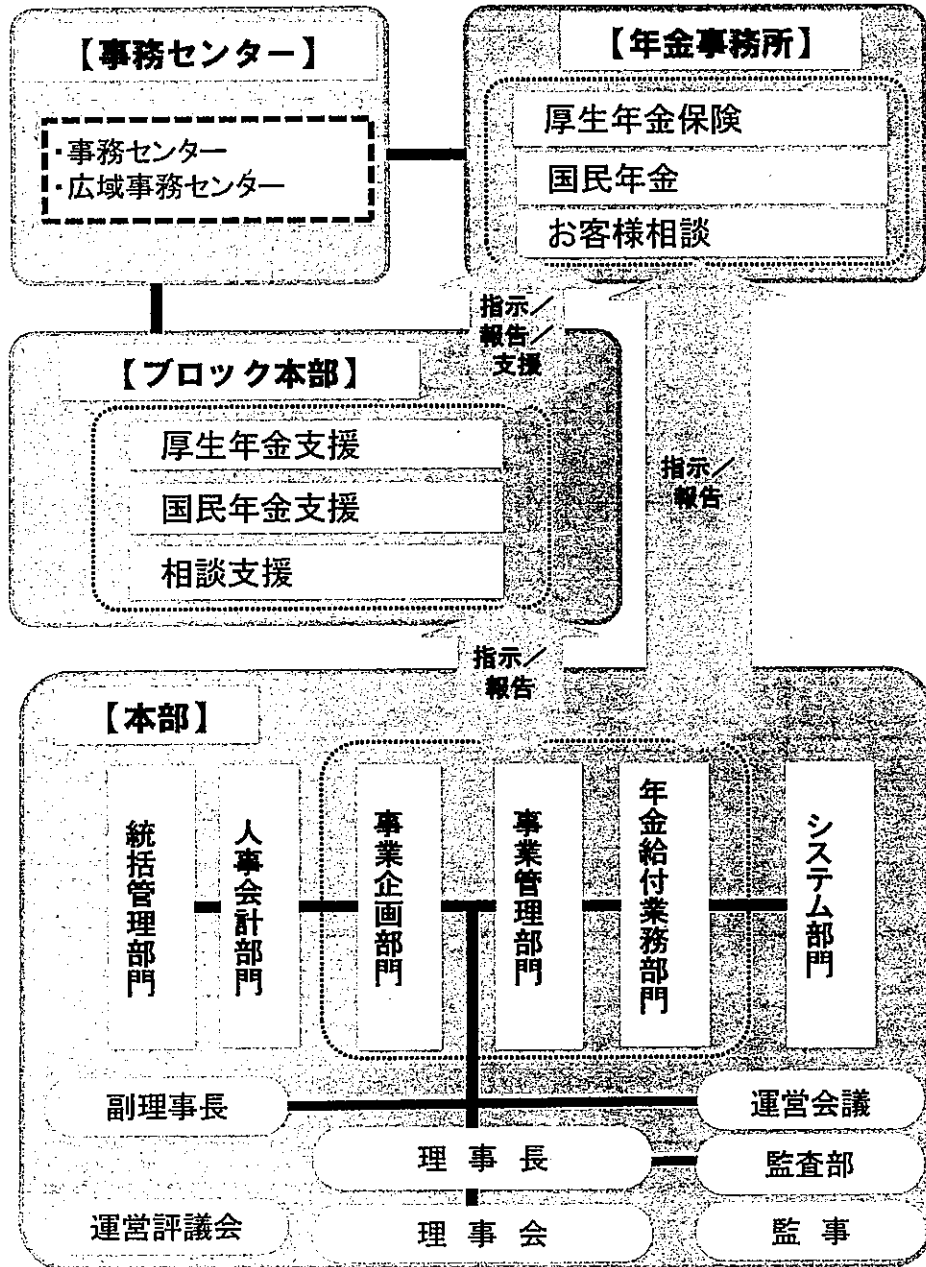 【事務センター】
・事務センター
・広域事務センター
【年金事務所】
厚生年金保険
国民年金
お客様相談
指示／
報告／
支援
【ブロック本部】
厚生年金支援
国民年金支援
相談支援
指示／
報告
指示／
報告
【本部】
統括管理部門
人事会計部門
事業企画部門
事業管理部門
年金給付業務部門
システム部門
副理事長
運営会議
理事長
監査部
運営評議会
理事会
監事